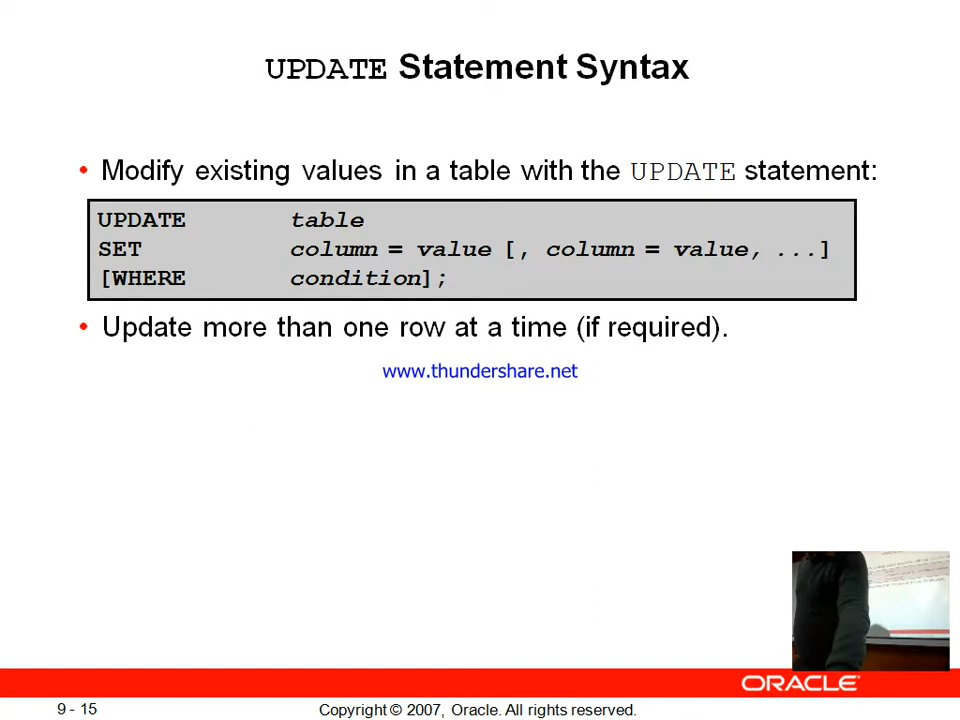 UPDATE Statement Syntax
• Modify existing values in a table with the UPDATE statement:
UPDATE table
SET column = value [, column = value, ...]
[WHERE condition];
• Update more than one row at a time (if required).
www.thundershare.net
ORACLE
9 - 15
Copyright © 2007, Oracle. All rights reserved.